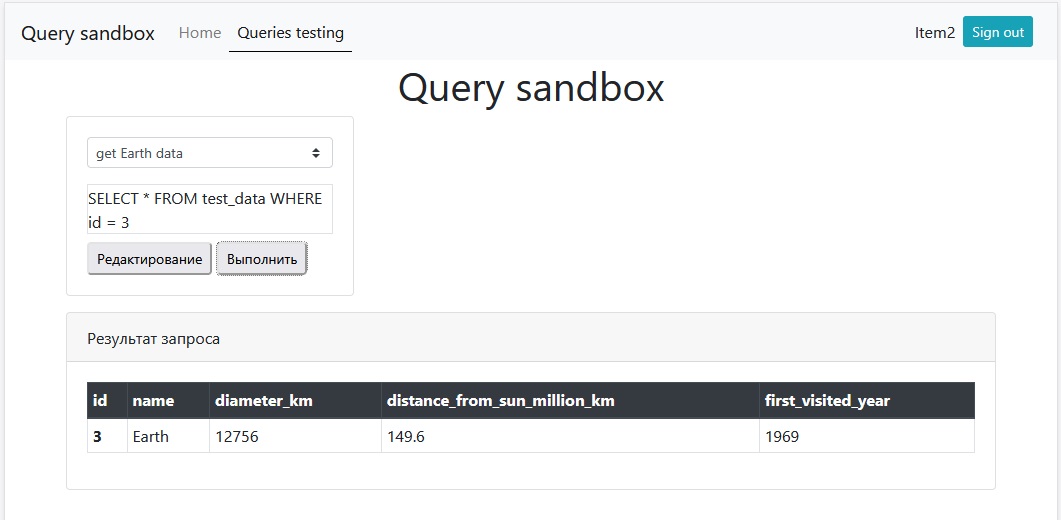 Query sandbox Home Queries testing Item2 Sign out
Query sandbox
get Earth data
SELECT * FROM test_data WHERE
id = 3
Редактирование Выполнить
Результат запроса
id name diameter_km distance_from_sun_million_km first_visited_year
3 Earth 12756 149.6 1969